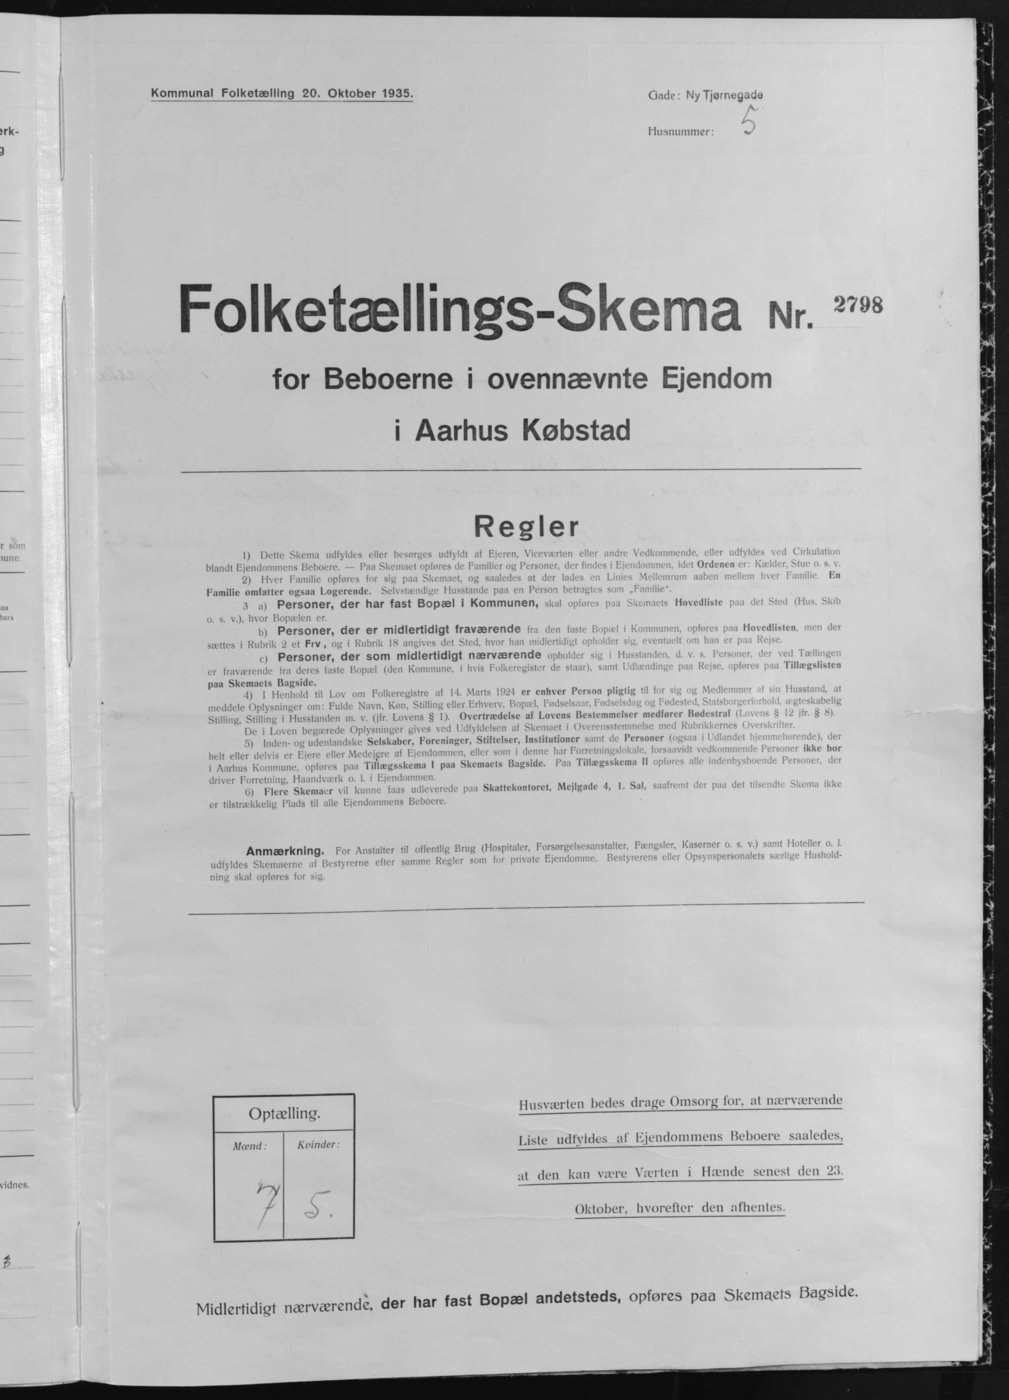 Kommunal Folketælling 20. Oktober 1935.
Gade: Ny Tjørnegade
Husnummer: 5
Folketællings-Skema Nr. 2798
for Beboerne i ovennævnte Ejendom
i Aarhus Købstad
Regler
1) Dette Skema udfyldes eller besørges udfyldt af Ejeren, Viceværten eller andre Vedkommende, eller udfyldes ved Cirkulation
blandt Ejendommens Beboere. — Paa Skemaet opføres de Familier og Personer, der findes i Ejendommen, idet Ordenen er: Kælder, Stue o. s. v.
2) Hver Familie opføres for sig paa Skemaet, og saaledes at der lades en Linies Mellemrum aaben mellem hver Familie. En
Familie omfatter ogsaa Logerende. Selvstændige Husstande paa en Person betragtes som „Familie“.
3 a) Personer, der har fast Bopæl i Kommunen, skal opføres paa Skemaets Hovedliste paa det Sted (Hus, Skib
o. s. v.), hvor Bopælen er.
b) Personer, der er midlertidigt fraværende fra den faste Bopæl i Kommunen, opføres paa Hovedlisten, men der
sættes i Rubrik 2 et Frv, og i Rubrik 18 angives det Sted, hvor han midlertidigt opholder sig, eventuelt om han er paa Rejse.
c) Personer, der som midlertidigt nærværende opholder sig i Husstanden, d. v. s. Personer, der ved Tællingen
er fraværende fra deres faste Bopæl (den Kommune, i hvis Folkeregister de staar), samt Udlændinge paa Rejse, opføres paa Tillægslisten
paa Skemaets Bagside.
4) I Henhold til Lov om Folkeregistre af 14. Marts 1924 er enhver Person pligtig til for sig og Medlemmer af sin Husstand, at
meddele Oplysninger om: Fulde Navn, Køn, Stilling eller Erhverv, Bopæl, Fødselsaar, Fødselsdag og Fødested, Statsborgerforhold, ægteskabelig
Stilling, Stilling i Husstanden m. v. (jfr. Lovens § 1). Overtrædelse af Lovens Bestemmelser medfører Bødestraf (Lovens § 12 jfr. § 8).
De i Loven begærede Oplysninger gives ved Udfyldelsen af Skemaet i Overensstemmelse med Rubrikkernes Overskrifter.
5) Inden- og udenlandske Selskaber, Foreninger, Stiftelser, Institutioner samt de Personer (ogsaa i Udlandet hjemmehørende), der
helt eller delvis er Ejere eller Medejere af Ejendommen, eller som i denne har Forretningslokale, forsaavidt vedkommende Personer ikke bor
i Aarhus Kommune, opføres paa Tillægsskema I paa Skemaets Bagside. Paa Tillægsskema II opføres alle indenbysboende Personer, der
driver Forretning, Haandværk o. l. i Ejendommen.
6) Flere Skemaer vil kunne faas udleverede paa Skattekontoret, Mejlgade 4, 1. Sal, saafremt der paa det tilsendte Skema ikke
er tilstrækkelig Plads til alle Ejendommens Beboere.
Anmærkning. For Anstalter til offentlig Brug (Hospitaler, Forsørgelsesanstalter, Fængsler, Kaserner o. s. v.) samt Hoteller o. l.
udfyldes Skemaerne af Bestyrerne efter samme Regler som for private Ejendomme. Bestyrerens eller Opsynspersonalets særlige Hushold-
ning skal opføres for sig.
Optælling.
Mænd: Kvinder:
7 5.
Husværten bedes drage Omsorg for, at nærværende
Liste udfyldes af Ejendommens Beboere saaledes,
at den kan være Værten i Hænde senest den 23.
Oktober, hvorefter den afhentes.
Midlertidigt nærværende, der har fast Bopæl andetsteds, opføres paa Skemaets Bagside.